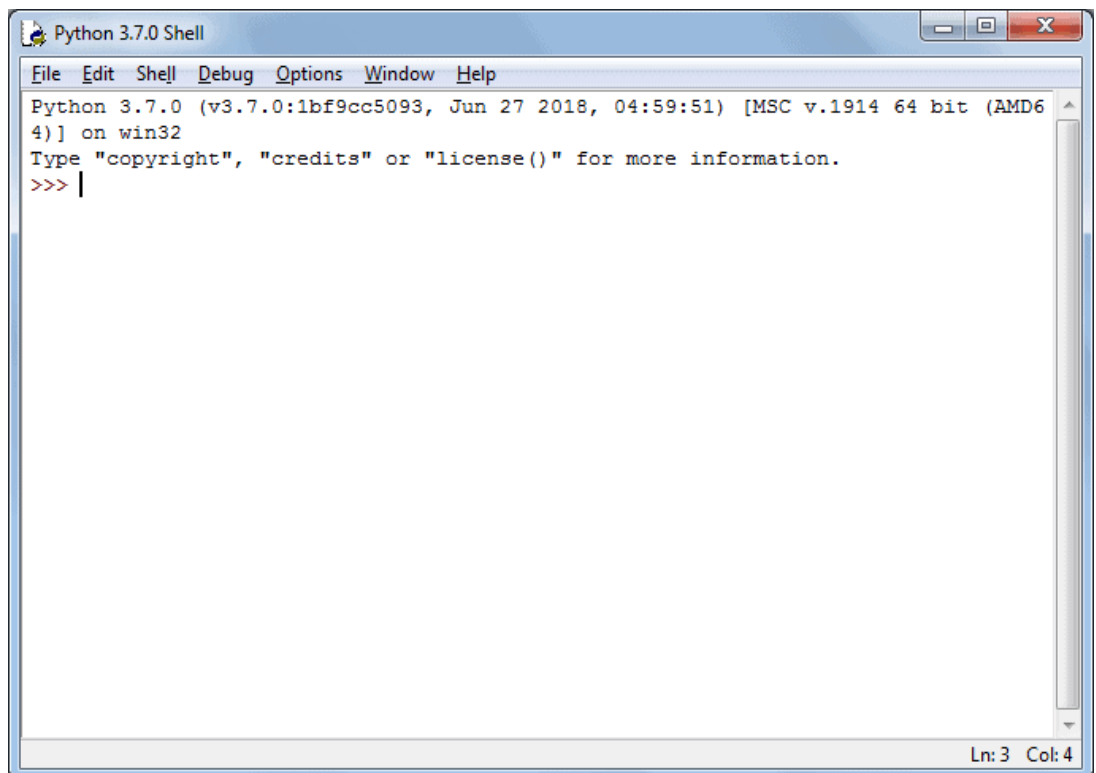 Python 3.7.0 Shell
File Edit Shell Debug Options Window Help
Python 3.7.0 (v3.7.0:1bf9cc5093, Jun 27 2018, 04:59:51) [MSC v.1914 64 bit (AMD6
4)] on win32
Type "copyright", "credits" or "license()" for more information.
>>>
Ln: 3 Col: 4